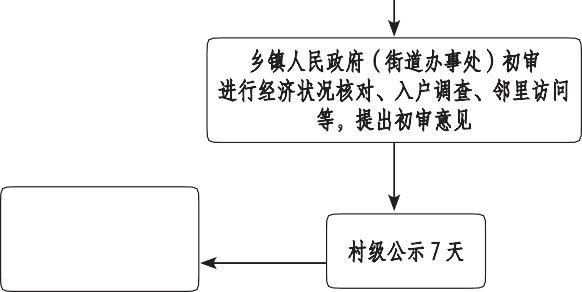 乡镇人民政府（街道办事处）初审
进行经济状况核对、入户调查、邻里访问
等，提出初审意见
村级公示7天